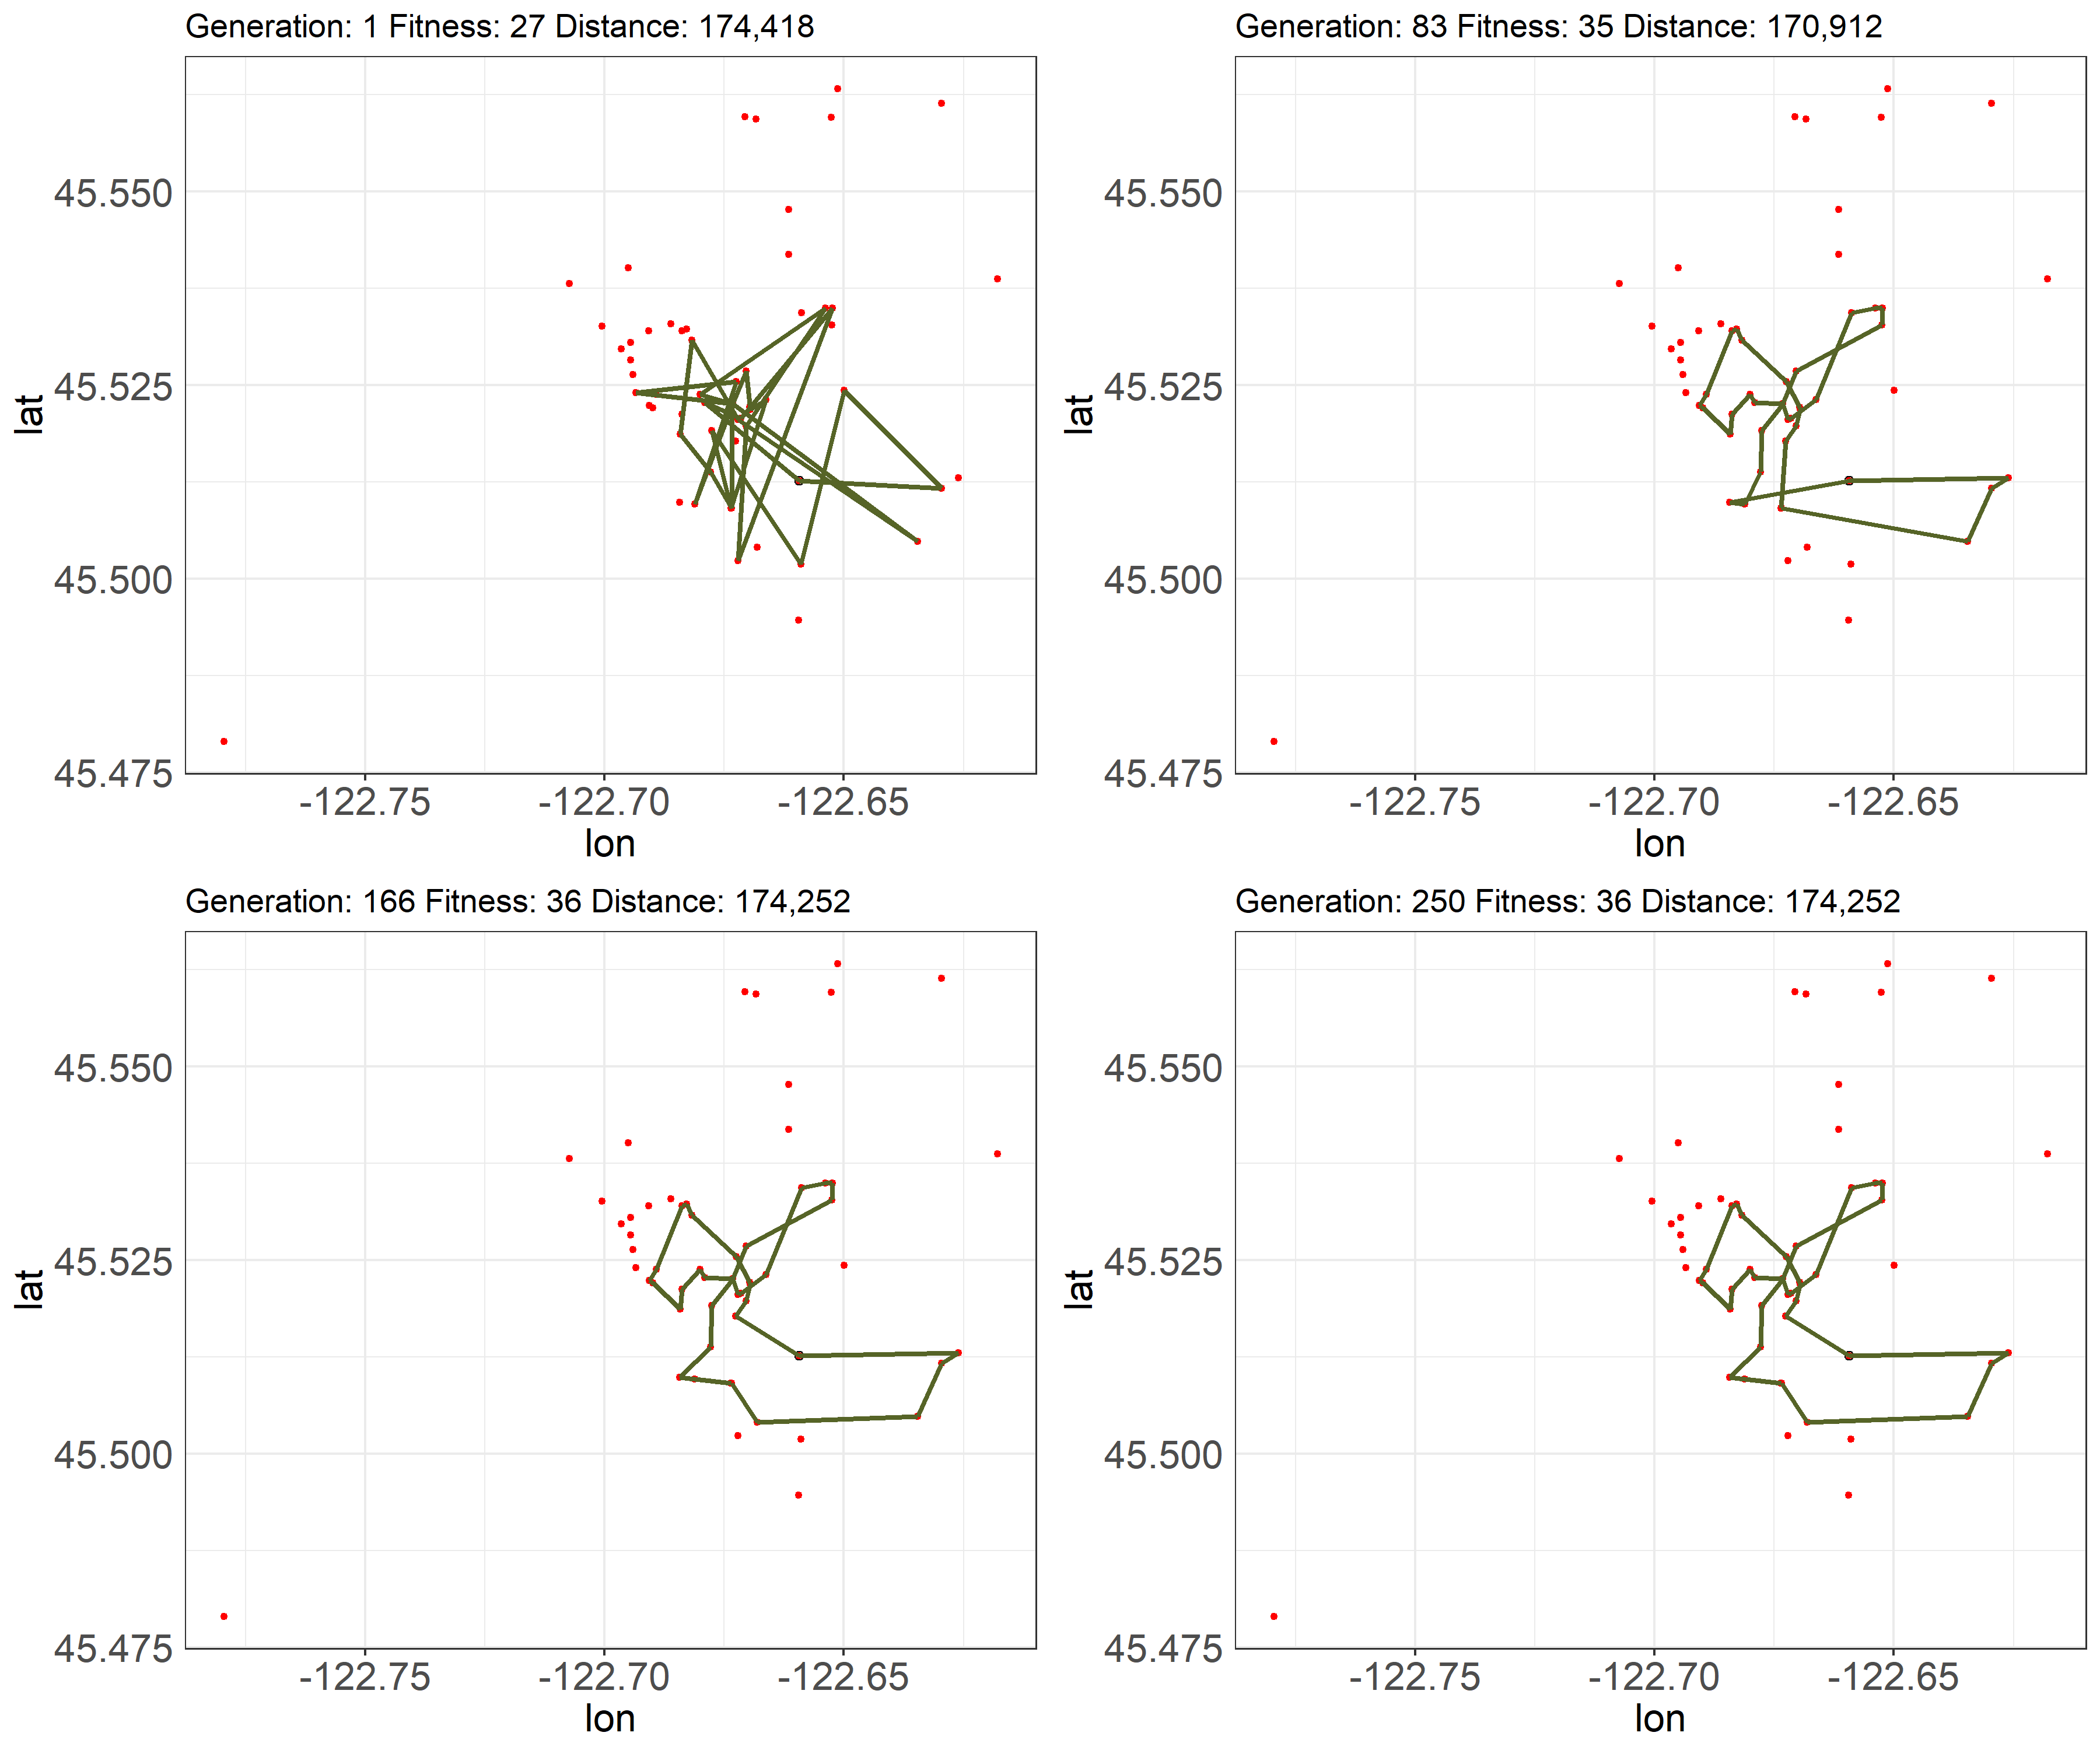 Generation: 1 Fitness: 27 Distance: 174,418
45.550
45.525
45.500
45.475
lat
-122.75 -122.70 -122.65
lon
Generation: 83 Fitness: 35 Distance: 170,912
45.550
45.525
45.500
45.475
lat
-122.75 -122.70 -122.65
lon
Generation: 166 Fitness: 36 Distance: 174,252
45.550
45.525
45.500
45.475
lat
-122.75 -122.70 -122.65
lon
Generation: 250 Fitness: 36 Distance: 174,252
45.550
45.525
45.500
45.475
lat
-122.75 -122.70 -122.65
lon